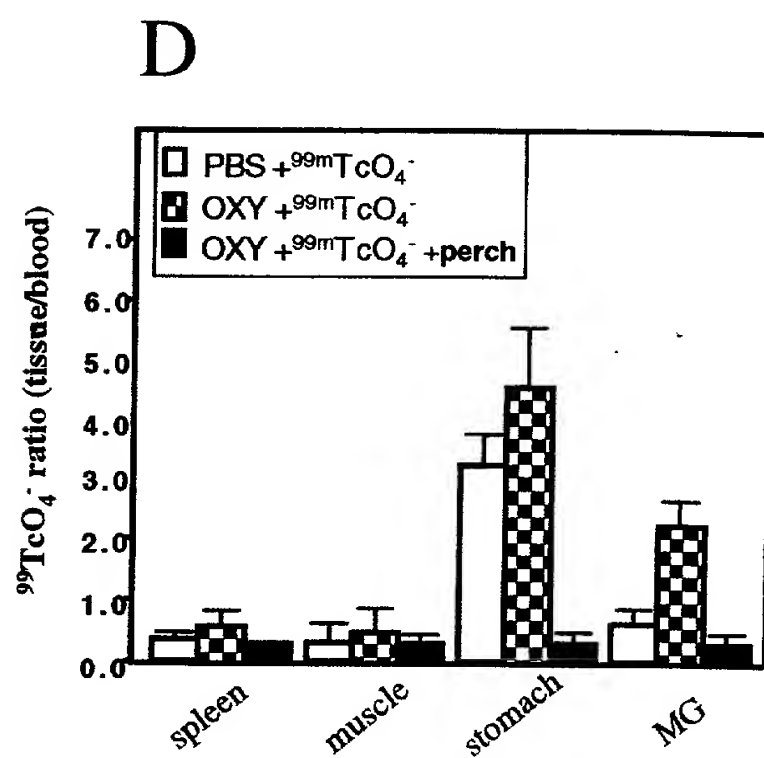 D
PBS +⁹⁹ᵐTcO₄⁻
OXY +⁹⁹ᵐTcO₄⁻
OXY +⁹⁹ᵐTcO₄⁻ +perch
⁹⁹TcO₄⁻ ratio (tissue/blood)
7.0
6.0
5.0
4.0
3.0
2.0
1.0
0.0
spleen
muscle
stomach
MG